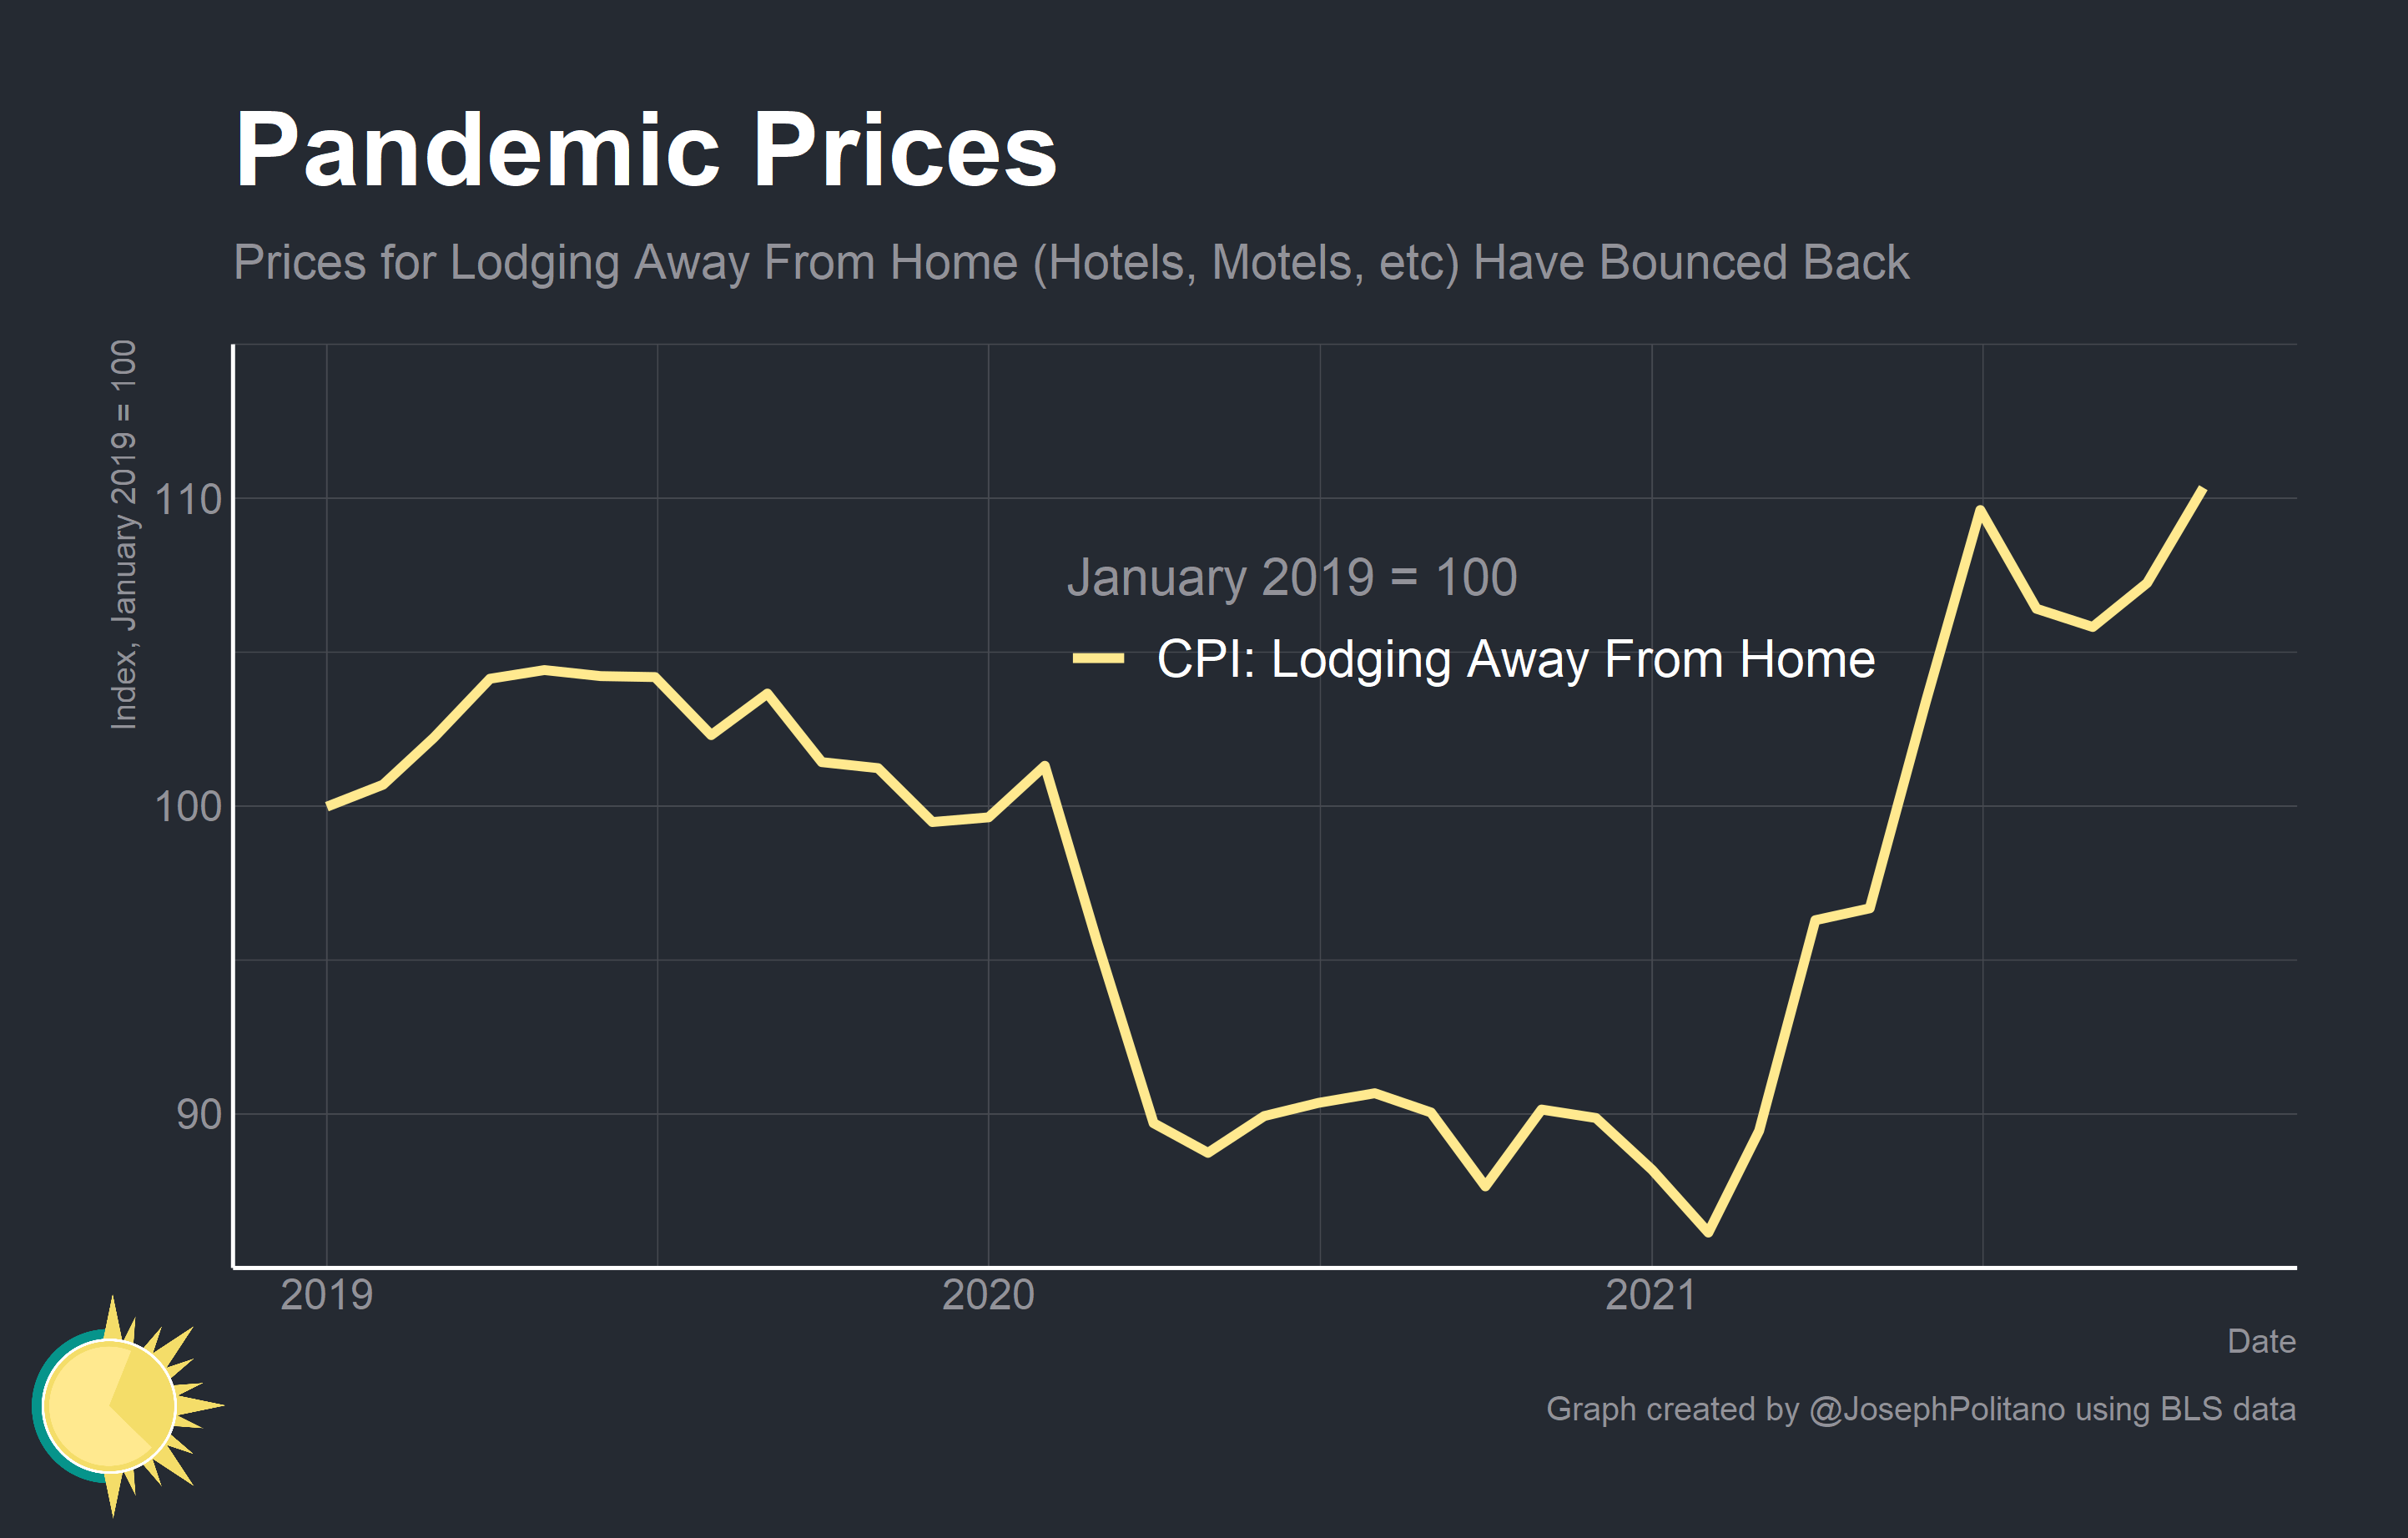 Pandemic Prices
Prices for Lodging Away From Home (Hotels, Motels, etc) Have Bounced Back
Index, January 2019 = 100
110
100
90
January 2019 = 100
CPI: Lodging Away From Home
2019
2020
2021
Date
Graph created by @JosephPolitano using BLS data